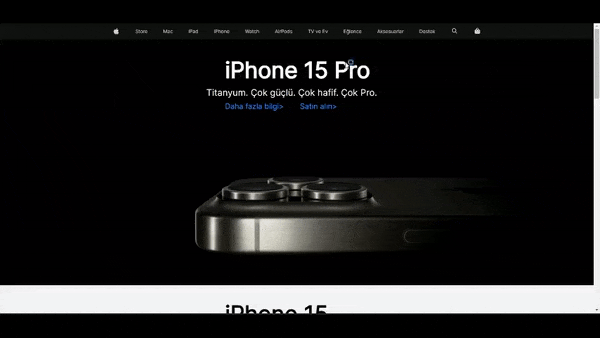 Store Mac iPad iPhone Watch AirPods TV ve Ev Eğlence Aksesuarlar Destek
iPhone 15 Pro
Titanyum. Çok güçlü. Çok hafif. Çok Pro.
Daha fazla bilgi> Satın alın>
iPhone 15